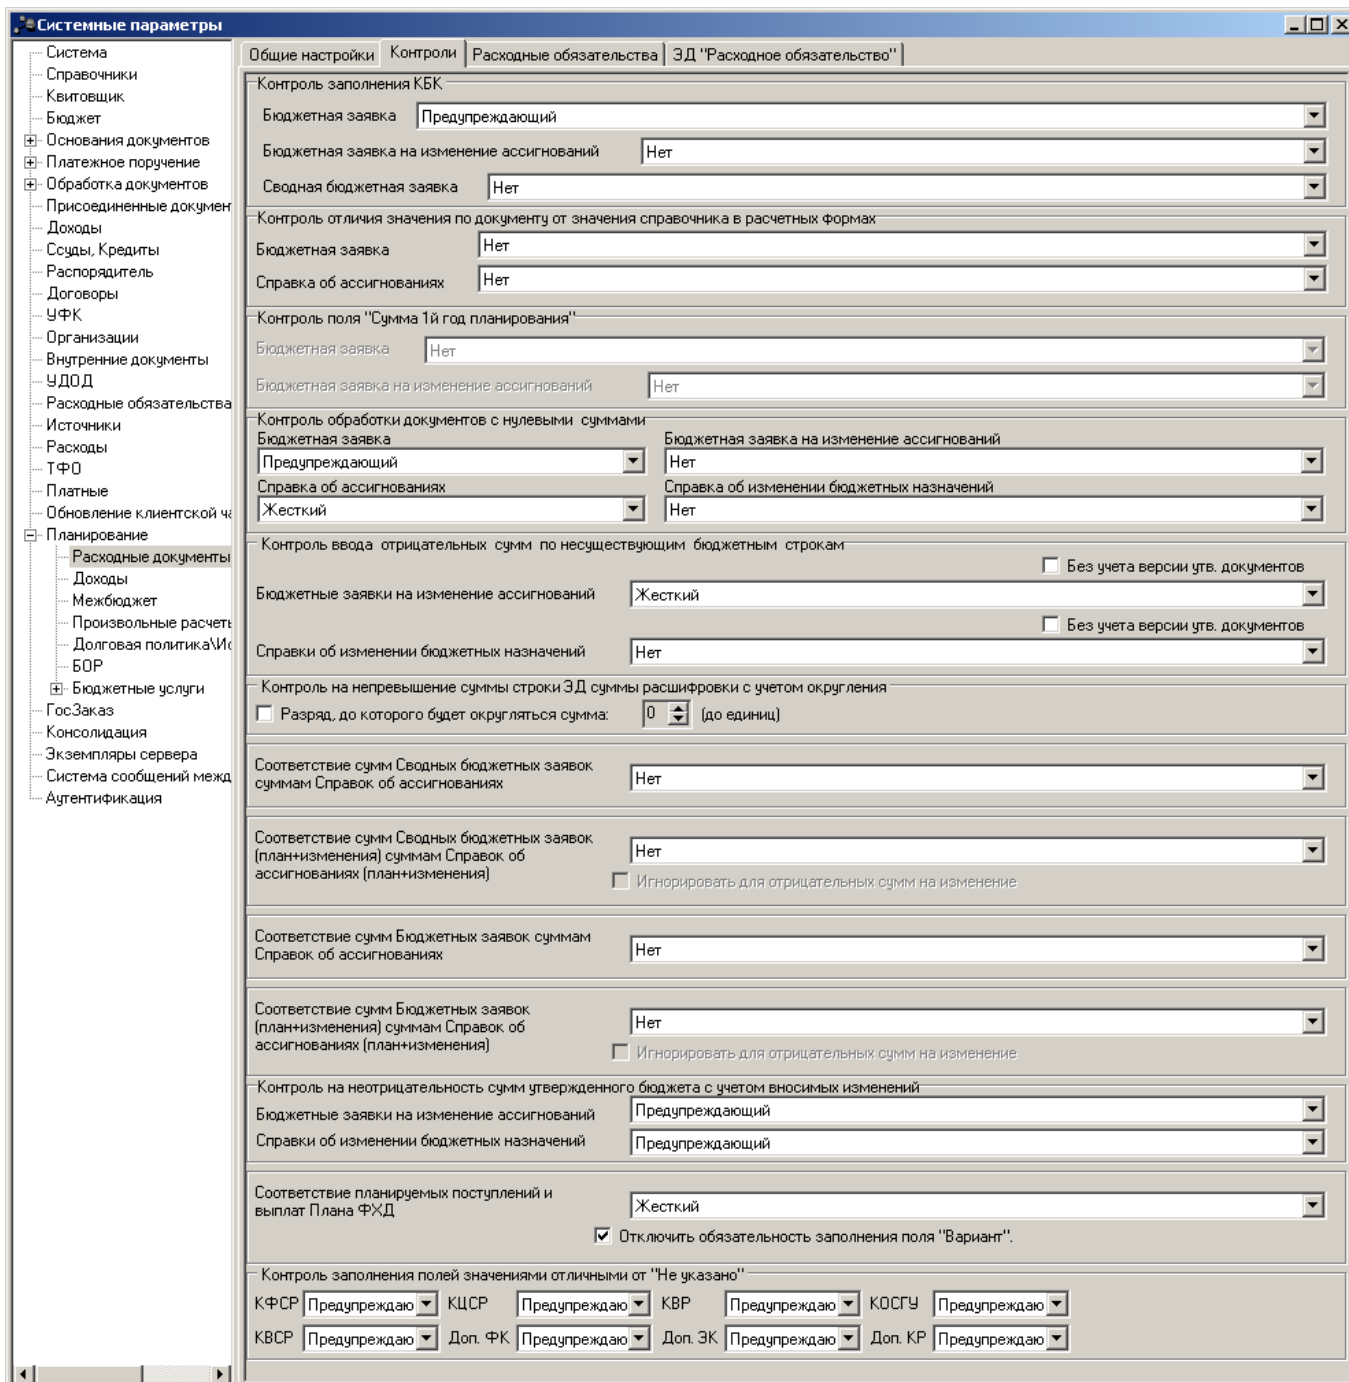 Системные параметры
Система
Справочники
Квитовщик
Бюджет
Основания документов
Платежное поручение
Обработка документов
Присоединенные докумен
Доходы
Ссуды, Кредиты
Распорядитель
Договоры
УФК
Организации
Внутренние документы
УДОД
Расходные обязательства
Источники
Расходы
ТФО
Платные
Обновление клиентской ча
Планирование
Расходные документы
Доходы
Межбюджет
Произвольные расчеть
Долговая политика\Ис
БОР
Бюджетные услуги
ГосЗаказ
Консолидация
Экземпляры сервера
Система сообщений межд
Аутентификация
Общие настройки Контроли Расходные обязательства ЭД "Расходное обязательство"
Контроль заполнения КБК
Бюджетная заявка Предупреждающий
Бюджетная заявка на изменение ассигнований Нет
Сводная бюджетная заявка Нет
Контроль отличия значения по документу от значения справочника в расчетных формах
Бюджетная заявка Нет
Справка об ассигнованиях Нет
Контроль поля "Сумма 1й год планирования"
Бюджетная заявка Нет
Бюджетная заявка на изменение ассигнований Нет
Контроль обработки документов с нулевыми суммами
Бюджетная заявка Бюджетная заявка на изменение ассигнований
Предупреждающий Нет
Справка об ассигнованиях Справка об изменении бюджетных назначений
Жесткий Нет
Контроль ввода отрицательных сумм по несуществующим бюджетным строкам
Без учета версии утв. документов
Бюджетные заявки на изменение ассигнований Жесткий
Без учета версии утв. документов
Справки об изменении бюджетных назначений Нет
Контроль на непревышение суммы строки ЭД суммы расшифровки с учетом округления
Разряд, до которого будет округляться сумма: 0 (до единиц)
Соответствие сумм Сводных бюджетных заявок
суммам Справок об ассигнованиях Нет
Соответствие сумм Сводных бюджетных заявок
(план+изменения) суммам Справок об Нет
ассигнованиях (план+изменения)
Игнорировать для отрицательных сумм на изменение
Соответствие сумм Бюджетных заявок суммам
Справок об ассигнованиях Нет
Соответствие сумм Бюджетных заявок
(план+изменения) суммам Справок об Нет
ассигнованиях (план+изменения)
Игнорировать для отрицательных сумм на изменение
Контроль на неотрицательность сумм утвержденного бюджета с учетом вносимых изменений
Бюджетные заявки на изменение ассигнований Предупреждающий
Справки об изменении бюджетных назначений Предупреждающий
Соответствие планируемых поступлений и
выплат Плана ФХД Жесткий
Отключить обязательность заполнения поля "Вариант".
Контроль заполнения полей значениями отличными от "Не указано"
КФСР Предупреждаю КЦСР Предупреждаю КВР Предупреждаю КОСГУ Предупреждаю
КВСР Предупреждаю Доп. ФК Предупреждаю Доп. ЭК Предупреждаю Доп. КР Предупреждаю